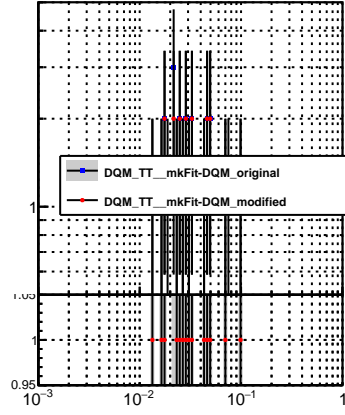 1
DQM_TT__mkFit-DQM_original
DQM_TT__mkFit-DQM_modified
1.05
1
0.95
10⁻³ 10⁻² 10⁻¹ 1